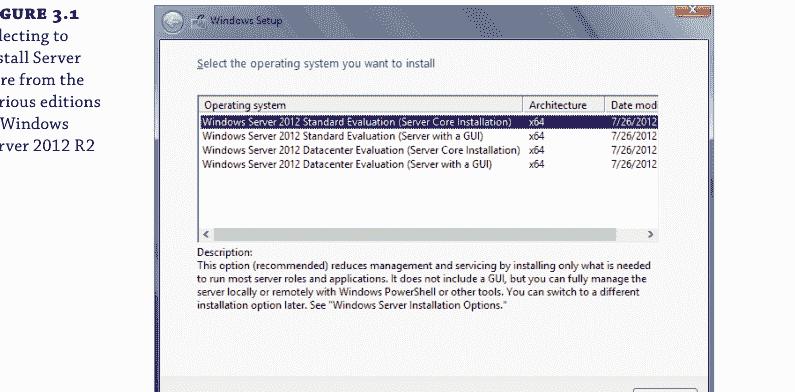 GURE 3.1
lecting to
stall Server
re from the
rious editions
Windows
rver 2012 R2
Windows Setup
Select the operating system you want to install
Operating system Architecture Date mod
Windows Server 2012 Standard Evaluation (Server Core Installation) x64 7/26/2012
Windows Server 2012 Standard Evaluation (Server with a GUI) x64 7/26/2012
Windows Server 2012 Datacenter Evaluation (Server Core Installation) x64 7/26/2012
Windows Server 2012 Datacenter Evaluation (Server with a GUI) x64 7/26/2012
Description:
This option (recommended) reduces management and servicing by installing only what is needed
to run most server roles and applications. It does not include a GUI, but you can fully manage the
server locally or remotely with Windows PowerShell or other tools. You can switch to a different
installation option later. See "Windows Server Installation Options."